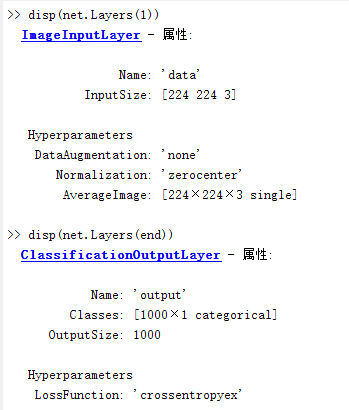 >> disp(net.Layers(1))
ImageInputLayer - 属性:
Name: 'data'
InputSize: [224 224 3]
Hyperparameters
DataAugmentation: 'none'
Normalization: 'zerocenter'
AverageImage: [224×224×3 single]
>> disp(net.Layers(end))
ClassificationOutputLayer - 属性:
Name: 'output'
Classes: [1000×1 categorical]
OutputSize: 1000
Hyperparameters
LossFunction: 'crossentropyex'